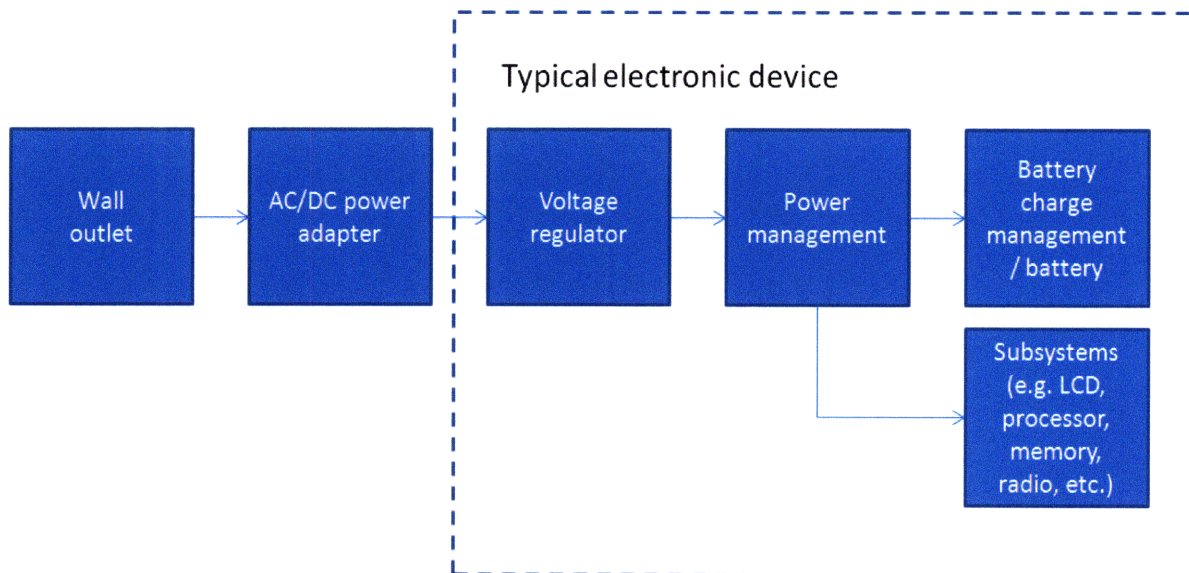 Typical electronic device
Wall
outlet
AC/DC power
adapter
Voltage
regulator
Power
management
Battery
charge
management
/ battery
Subsystems
(e.g. LCD,
processor,
memory,
radio, etc.)